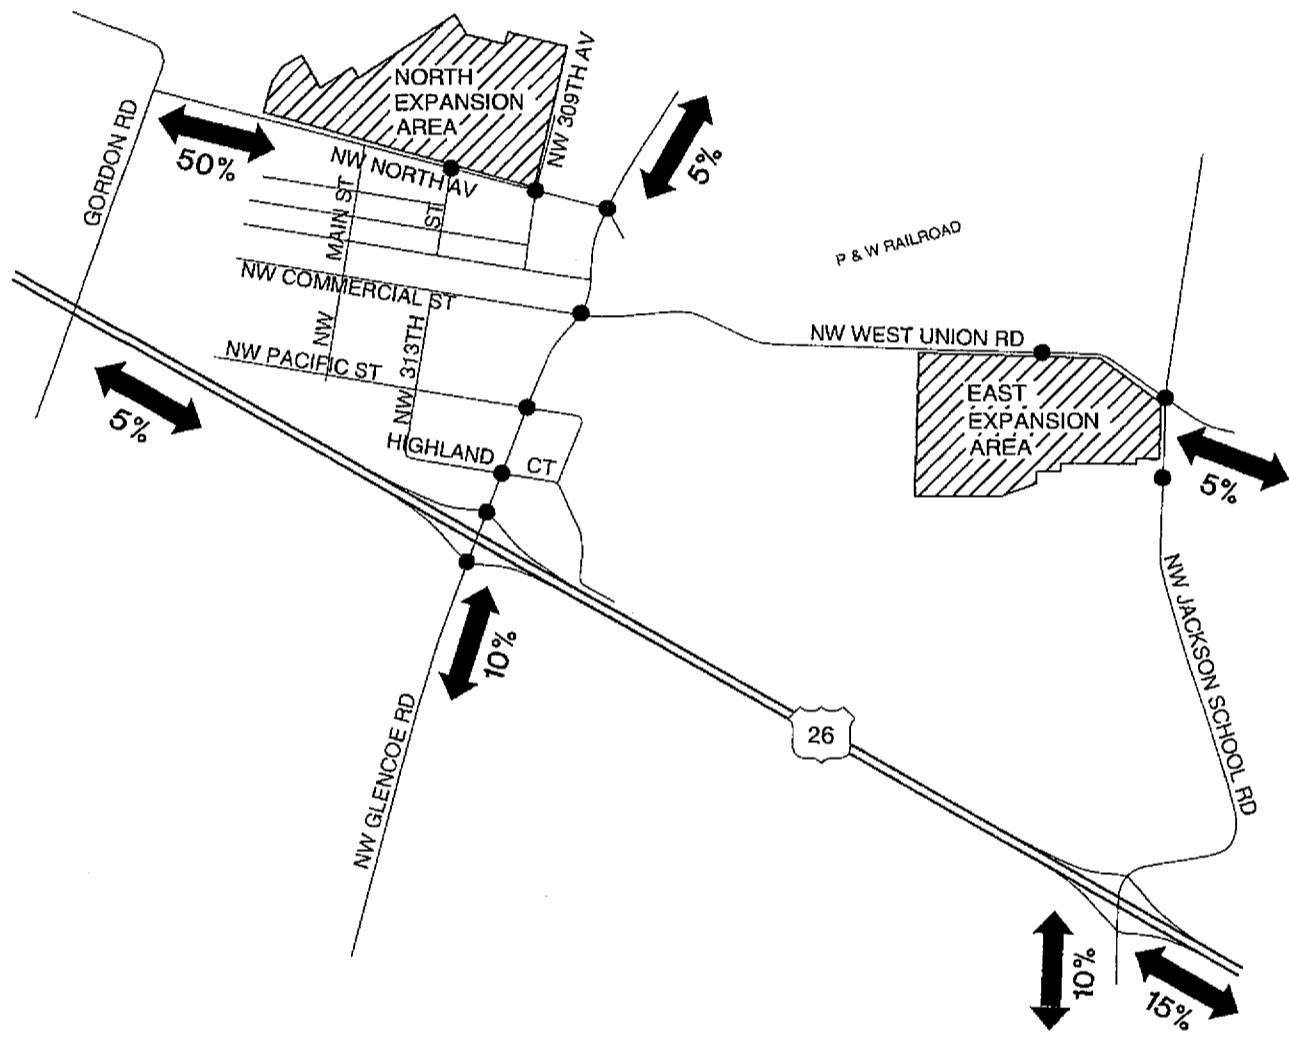 NORTH
EXPANSION
AREA
NW 309TH AV
GORDON RD
50%
NW NORTH AV
5%
MAIN ST
ST
P & W RAILROAD
NW COMMERCIAL ST
NW
NW 313TH
NW WEST UNION RD
NW PACIFIC ST
5%
EAST
EXPANSION
AREA
HIGHLAND CT
5%
10%
NW JACKSON SCHOOL RD
NW GLENCOE RD
26
10%
15%